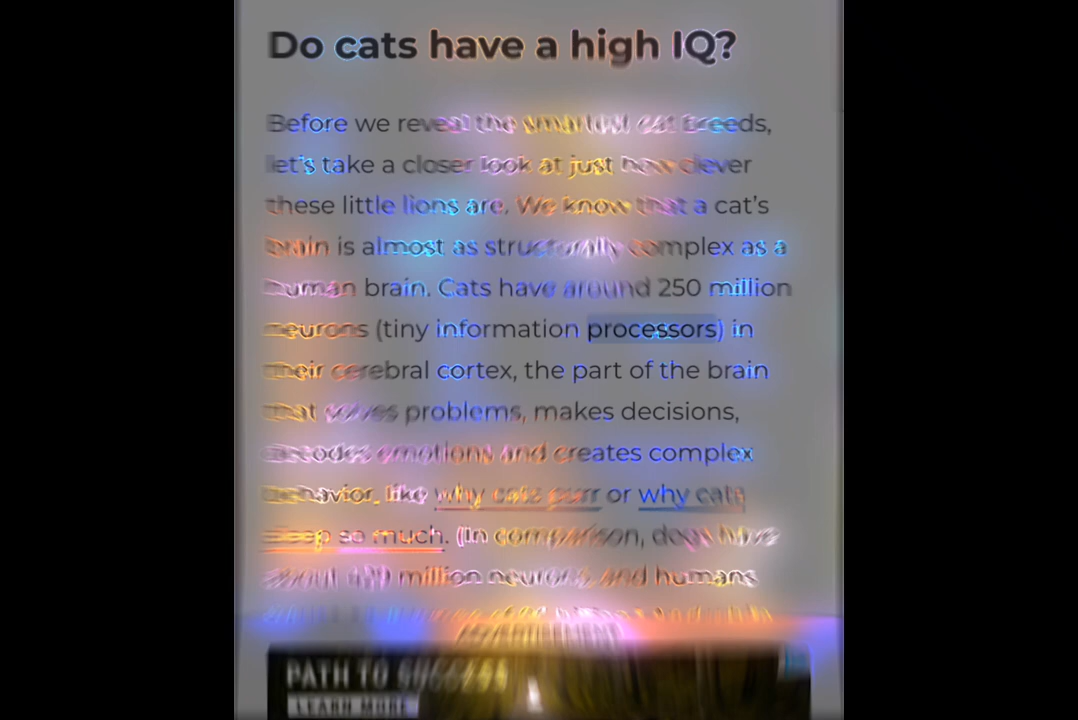 Do cats have a high IQ?
Before we reveal the smartest cat breeds,
let's take a closer look at just how clever
these little lions are. We know that a cat's
brain is almost as structurally complex as a
human brain. Cats have around 250 million
neurons (tiny information processors) in
their cerebral cortex, the part of the brain
that solves problems, makes decisions,
decodes emotions and creates complex
behavior, like why cats purr or why cats
sleep so much. (In comparison, dogs have
about million neurons, and humans
ADVERTISEMENT
PATH TO SUCCESS
LEARN MORE